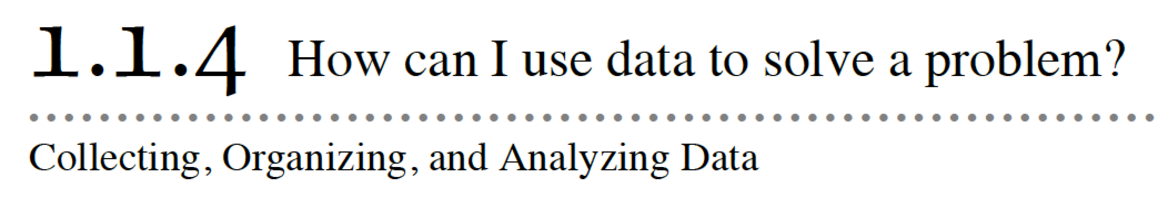 1.1.4 How can I use data to solve a problem?
Collecting, Organizing, and Analyzing Data